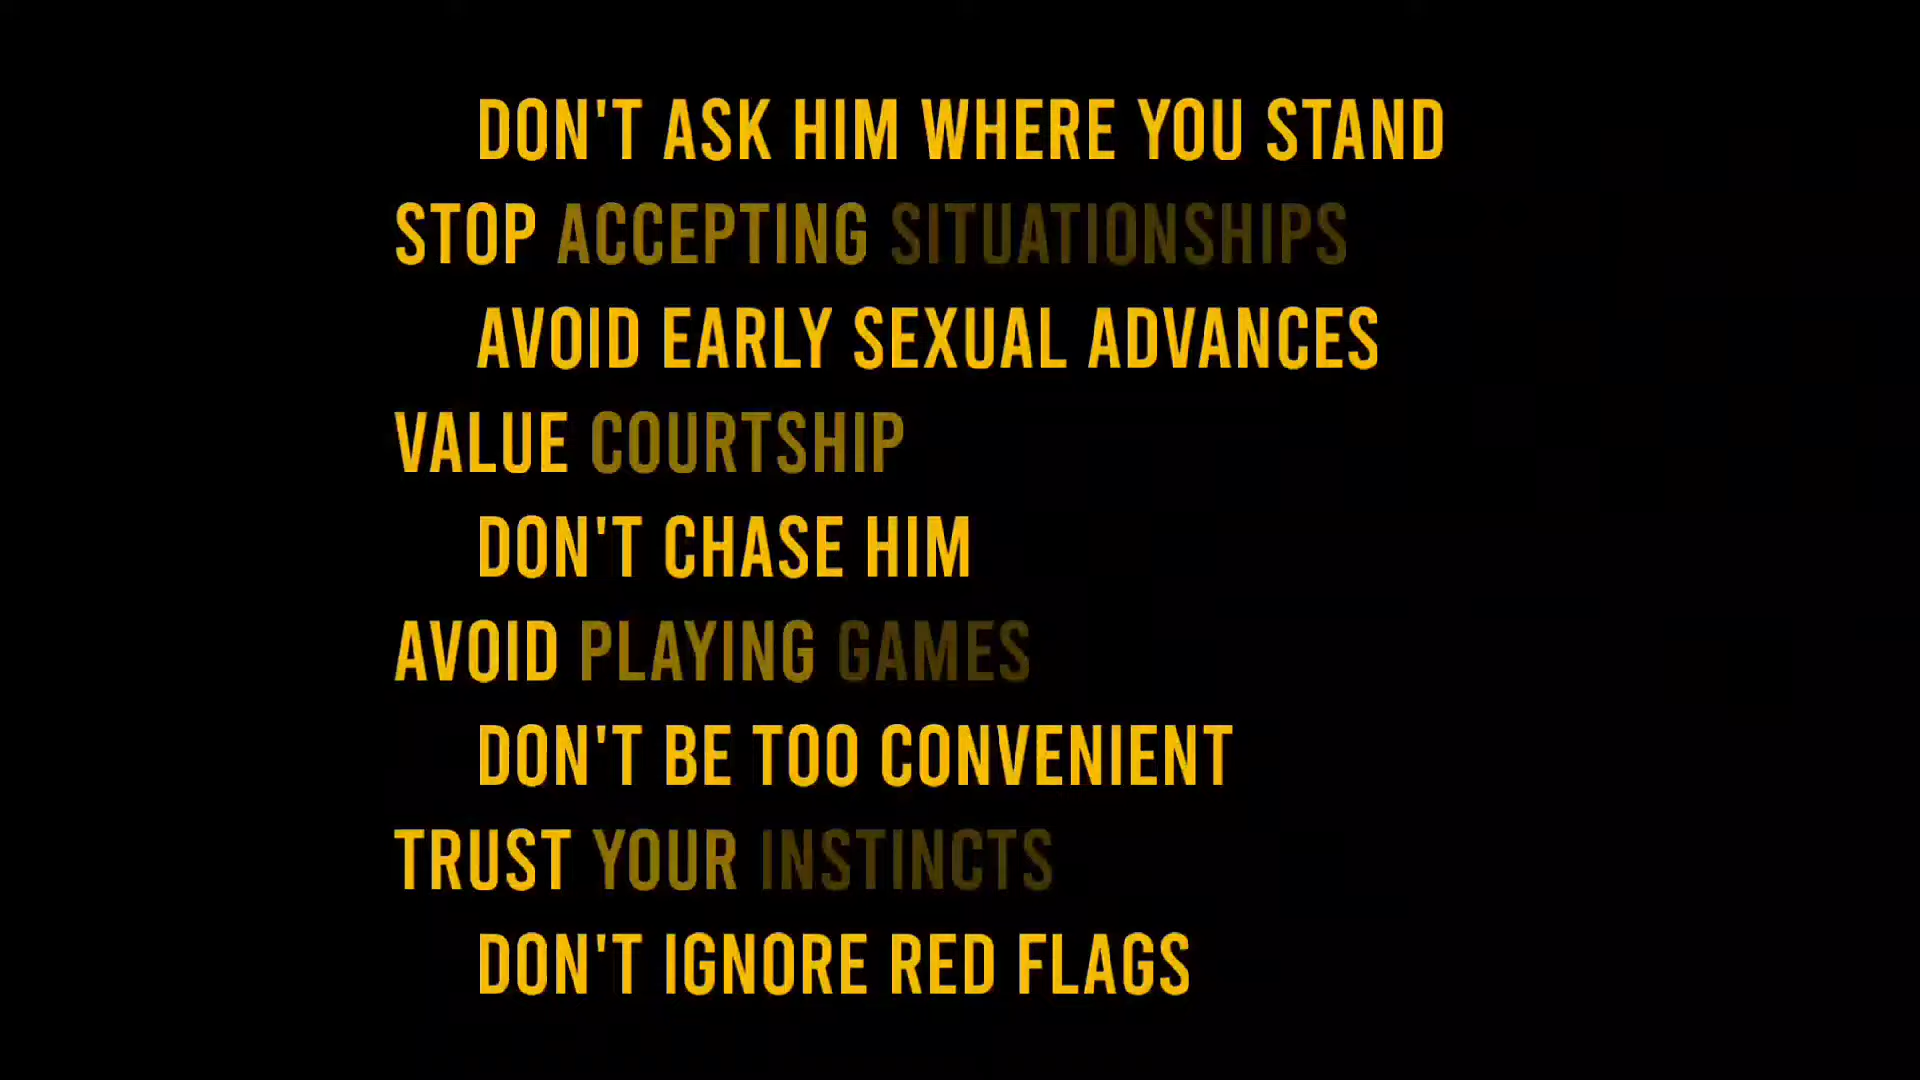 DON'T ASK HIM WHERE YOU STAND
STOP ACCEPTING SITUATIONSHIPS
AVOID EARLY SEXUAL ADVANCES
VALUE COURTSHIP
DON'T CHASE HIM
AVOID PLAYING GAMES
DON'T BE TOO CONVENIENT
TRUST YOUR INSTINCTS
DON'T IGNORE RED FLAGS